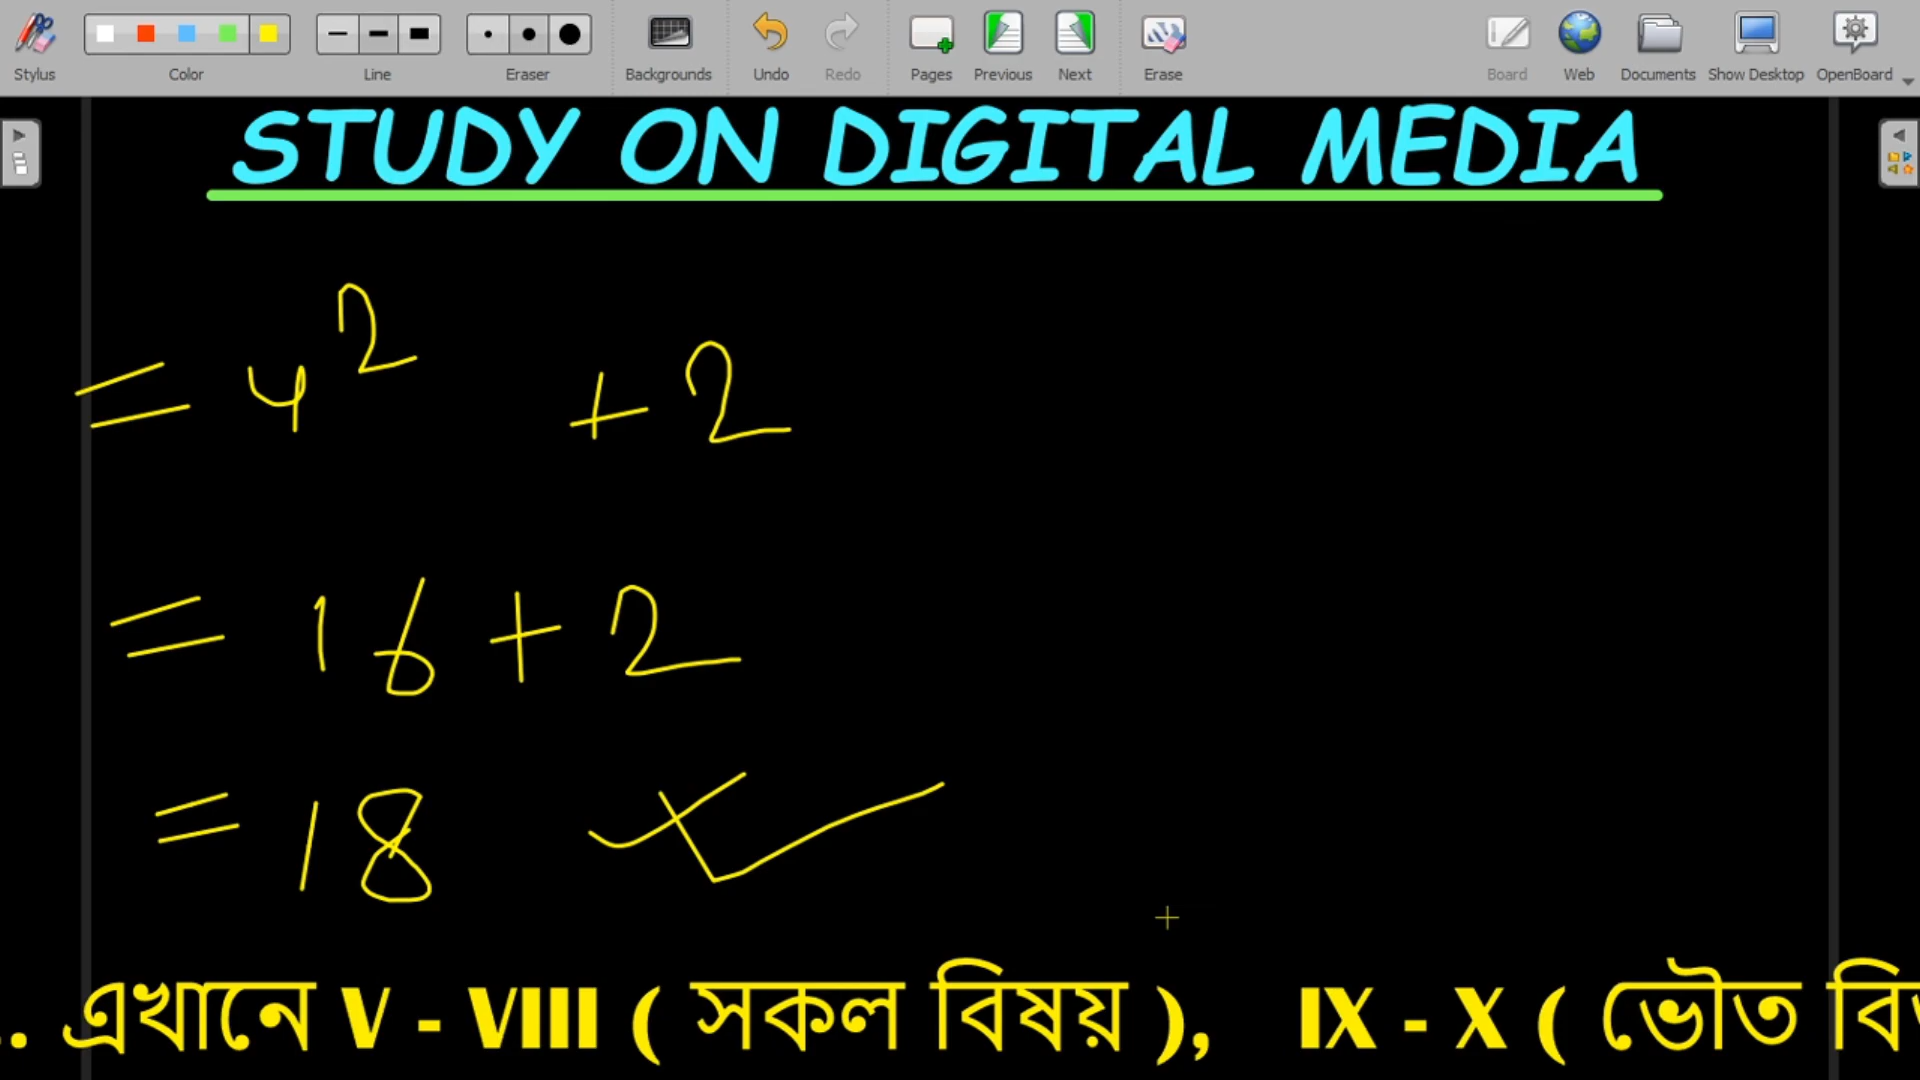 Stylus Color Line Eraser Backgrounds Undo Redo Pages Previous Next Erase Board Web Documents Show Desktop OpenBoard
STUDY ON DIGITAL MEDIA
= 4² + 2
= 16 + 2
= 18
.. এখানে V - VIII ( সকল বিষয় ), IX - X ( ভৌত